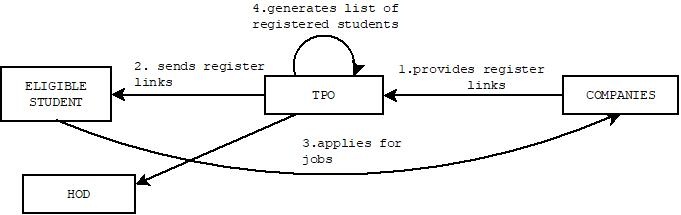 4.generates list of
registered students
2. sends register
links
1.provides register
links
ELIGIBLE
STUDENT
TPO
COMPANIES
3.applies for
jobs
HOD